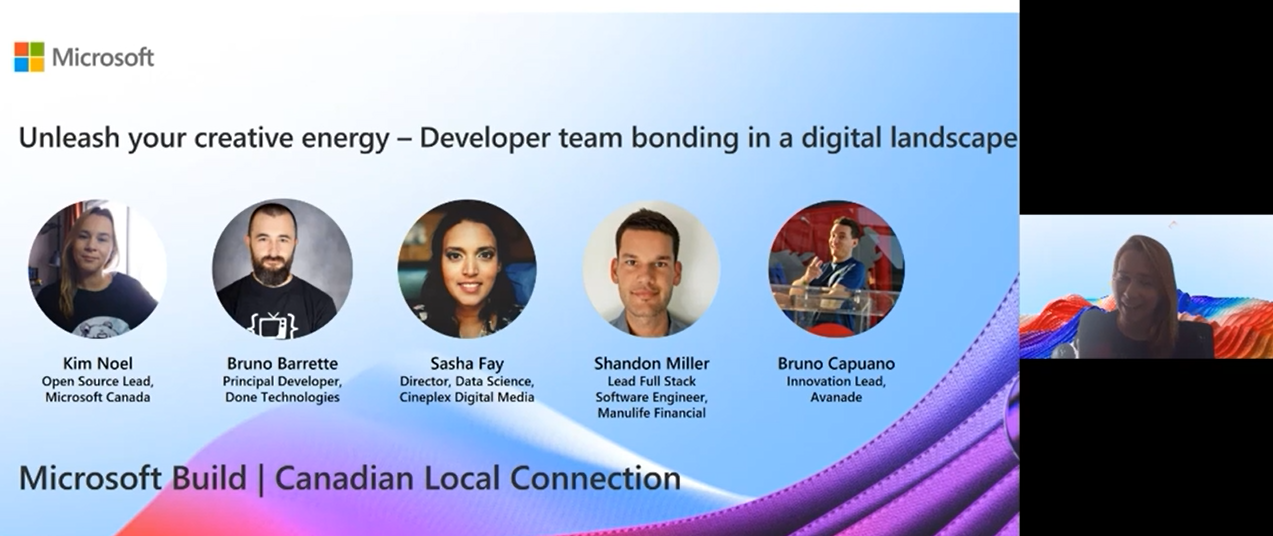 Microsoft
Unleash your creative energy – Developer team bonding in a digital landscape
Kim Noel
Open Source Lead,
Microsoft Canada
Bruno Barrette
Principal Developer,
Done Technologies
Sasha Fay
Director, Data Science,
Cineplex Digital Media
Shandon Miller
Lead Full Stack
Software Engineer,
Manulife Financial
Bruno Capuano
Innovation Lead,
Avanade
Microsoft Build | Canadian Local Connection